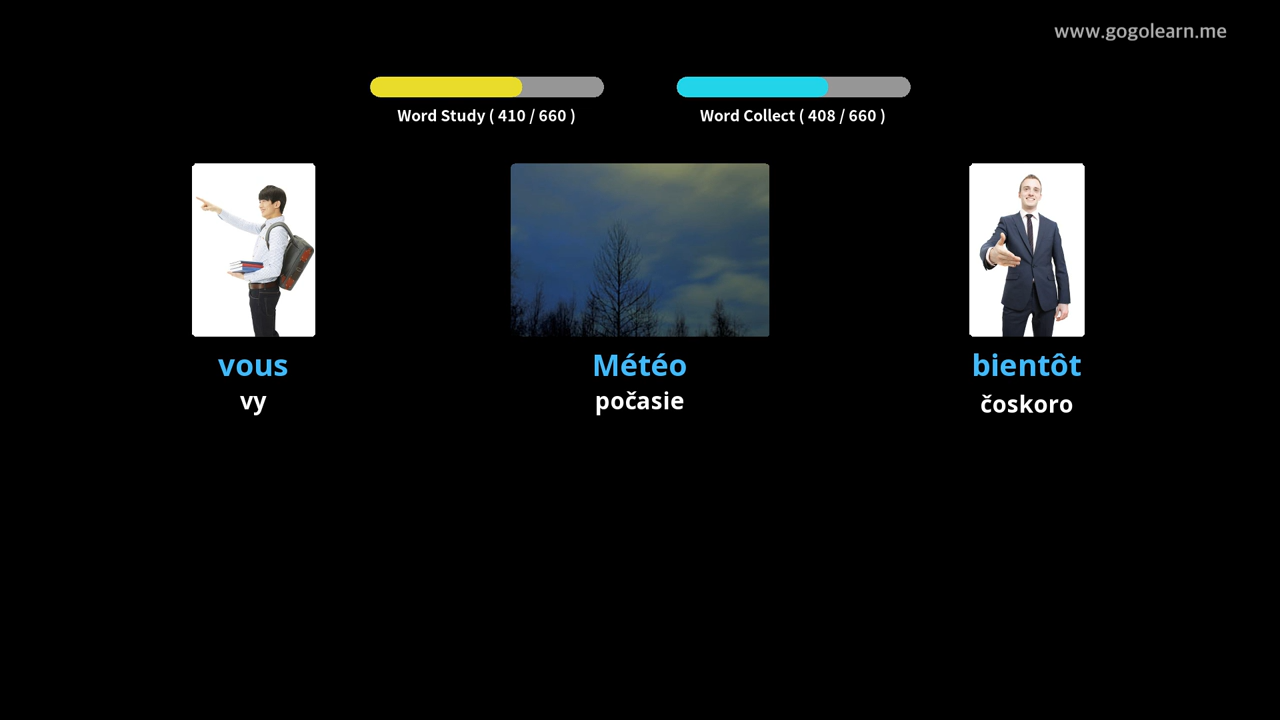 www.gogolearn.me
Word Study ( 410 / 660 )
Word Collect ( 408 / 660 )
vous
vy
Météo
počasie
bientôt
čoskoro